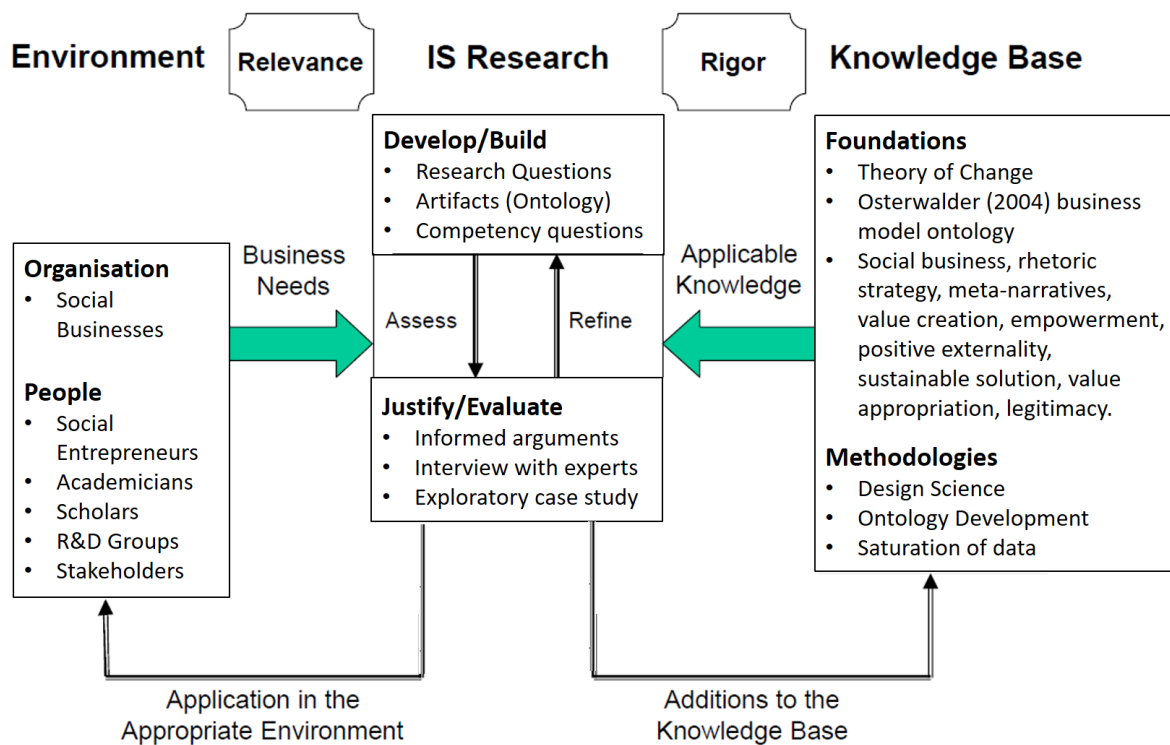 Environment
Relevance
IS Research
Rigor
Knowledge Base
Organisation
• Social
Businesses
People
• Social
Entrepreneurs
• Academicians
• Scholars
• R&D Groups
• Stakeholders
Business
Needs
Develop/Build
• Research Questions
• Artifacts (Ontology)
• Competency questions
Assess
Refine
Justify/Evaluate
• Informed arguments
• Interview with experts
• Exploratory case study
Applicable
Knowledge
Foundations
• Theory of Change
• Osterwalder (2004) business
model ontology
• Social business, rhetoric
strategy, meta-narratives,
value creation, empowerment,
positive externality,
sustainable solution, value
appropriation, legitimacy.
Methodologies
• Design Science
• Ontology Development
• Saturation of data
Application in the
Appropriate Environment
Additions to the
Knowledge Base